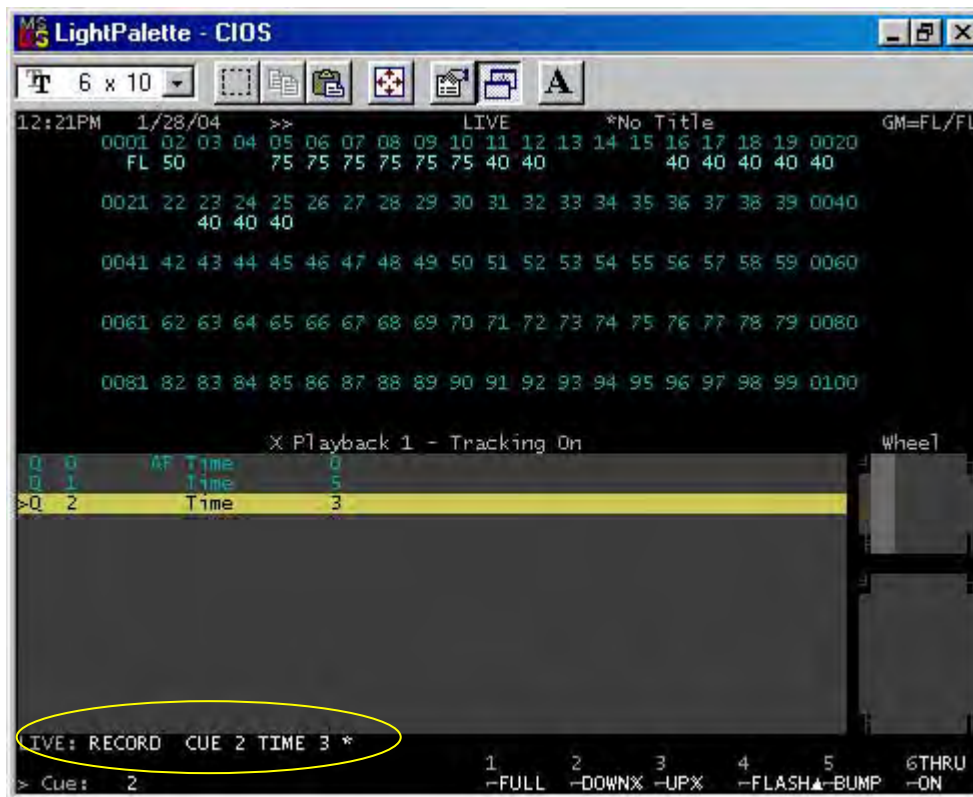 LightPalette - CIOS
6 x 10
A
12:21PM 1/28/04 >> LIVE *No Title GM=FL/FL
0001 02 03 04 05 06 07 08 09 10 11 12 13 14 15 16 17 18 19 0020
FL 50 75 75 75 75 75 75 40 40 40 40 40 40 40
0021 22 23 24 25 26 27 28 29 30 31 32 33 34 35 36 37 38 39 0040
40 40 40
0041 42 43 44 45 46 47 48 49 50 51 52 53 54 55 56 57 58 59 0060
0061 62 63 64 65 66 67 68 69 70 71 72 73 74 75 76 77 78 79 0080
0081 82 83 84 85 86 87 88 89 90 91 92 93 94 95 96 97 98 99 0100
X Playback 1 - Tracking On Wheel
Q 0 AF Time 0
Q 1 Time 5
>Q 2 Time 3
LIVE: RECORD CUE 2 TIME 3 *
1 2 3 4 5 6THRU
> Cue: 2 FULL DOWN% UP% FLASH▲ BUMP ON